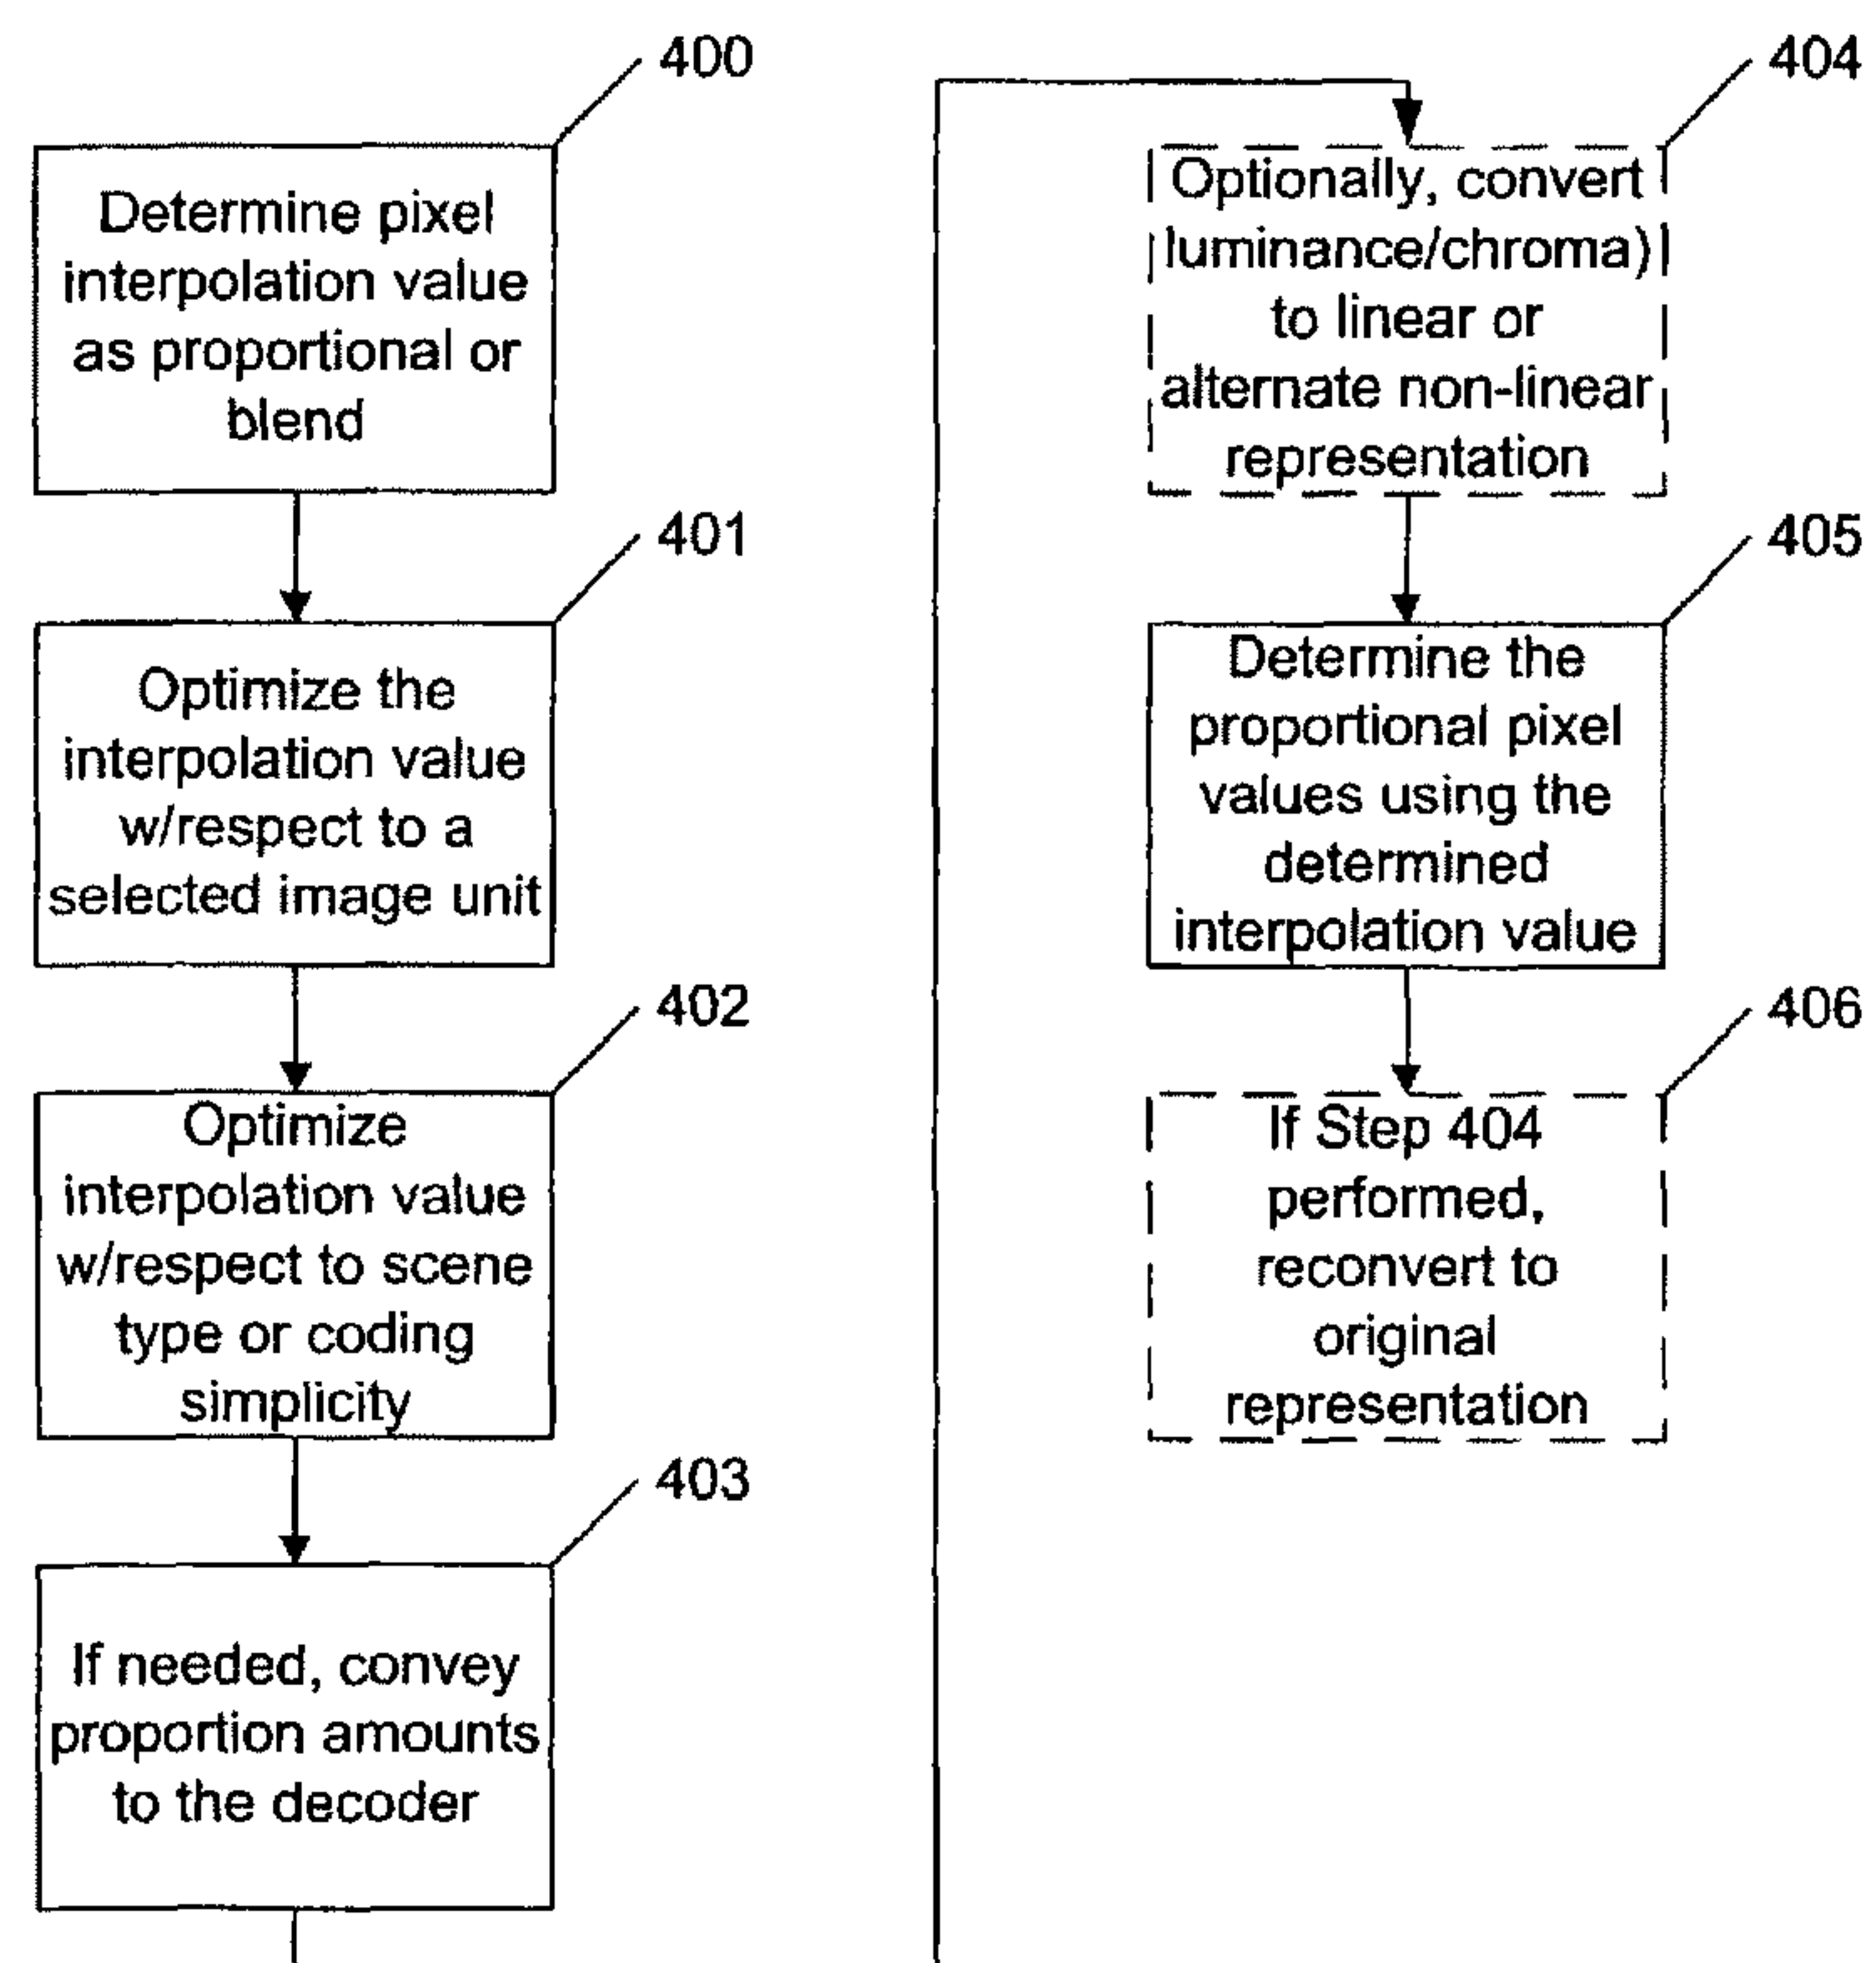 400
Determine pixel
interpolation value
as proportional or
blend
401
Optimize the
interpolation value
w/respect to a
selected image unit
402
Optimize
interpolation value
w/respect to scene
type or coding
simplicity
403
If needed, convey
proportion amounts
to the decoder
404
Optionally, convert
luminance/chroma)
to linear or
alternate non-linear
representation
405
Determine the
proportional pixel
values using the
determined
interpolation value
406
If Step 404
performed,
reconvert to
original
representation